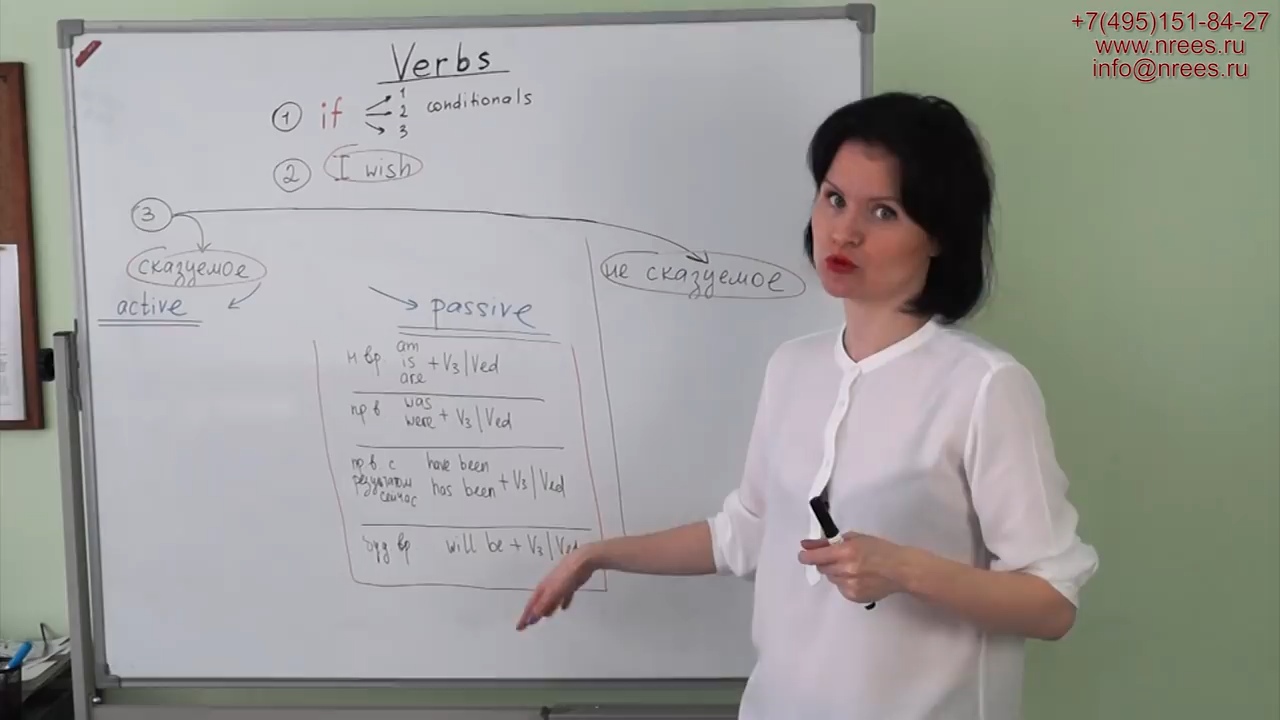 +7(495)151-84-27
www.nrees.ru
info@nrees.ru
Verbs
1 if 1 2 3 conditionals
2 I wish
3
сказуемое
не сказуемое
active
passive
н вр. am is are + V3/Ved
пр в was were + V3/Ved
пр в с результатом сейчас have been has been + V3/Ved
буд вр will be + V3/Ved